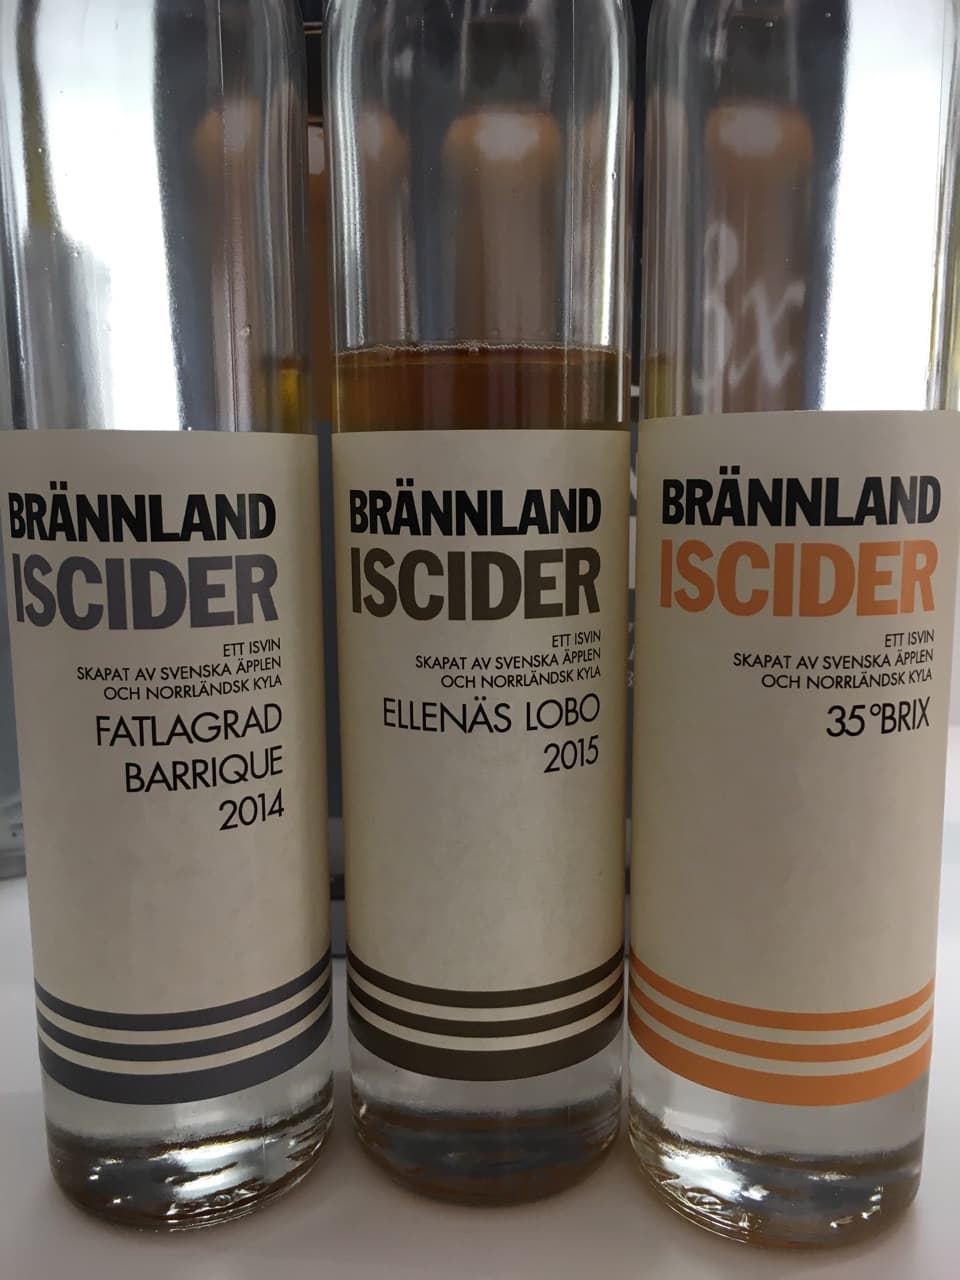 BRÄNNLAND
ISCIDER
ETT ISVIN
SKAPAT AV SVENSKA ÄPPLEN
OCH NORRLÄNDSK KYLA
FATLAGRAD
BARRIQUE
2014
BRÄNNLAND
ISCIDER
ETT ISVIN
SKAPAT AV SVENSKA ÄPPLEN
OCH NORRLÄNDSK KYLA
ELLENÄS LOBO
2015
BRÄNNLAND
ISCIDER
ETT ISVIN
SKAPAT AV SVENSKA ÄPPLEN
OCH NORRLÄNDSK KYLA
35°BRIX